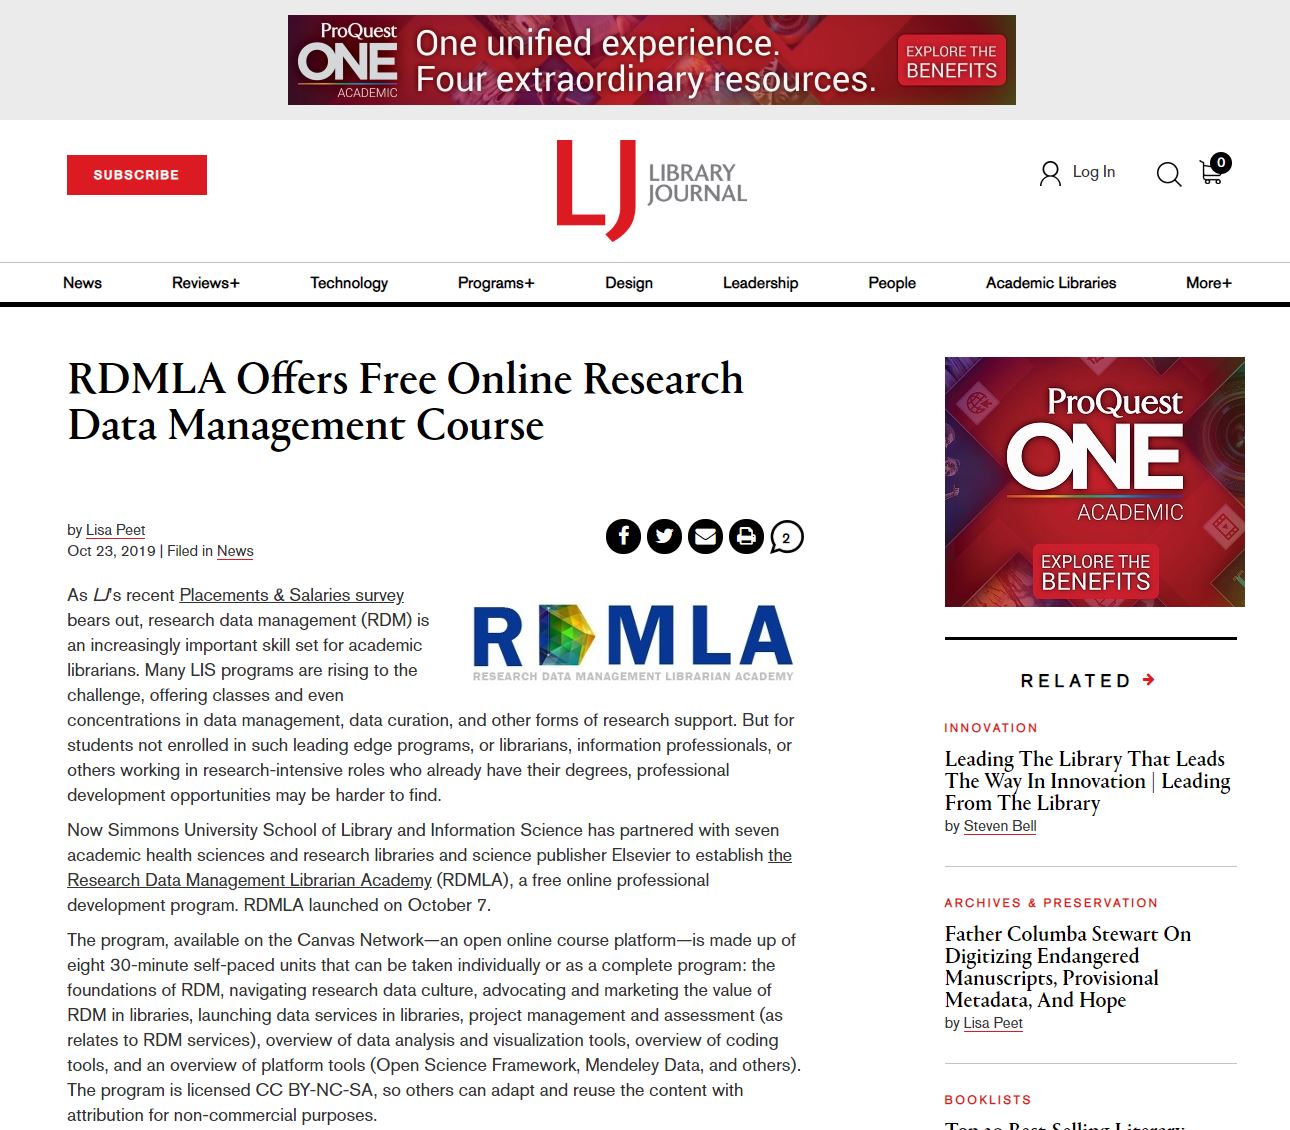 ProQuest
ONE
ACADEMIC
One unified experience.
Four extraordinary resources.
EXPLORE THE
BENEFITS
SUBSCRIBE
LJ
LIBRARY
JOURNAL
Log In
0
News
Reviews+
Technology
Programs+
Design
Leadership
People
Academic Libraries
More+
RDMLA Offers Free Online Research
Data Management Course
by Lisa Peet
Oct 23, 2019 | Filed in News
2
As LJ's recent Placements & Salaries survey
bears out, research data management (RDM) is
an increasingly important skill set for academic
librarians. Many LIS programs are rising to the
challenge, offering classes and even
concentrations in data management, data curation, and other forms of research support. But for
students not enrolled in such leading edge programs, or librarians, information professionals, or
others working in research-intensive roles who already have their degrees, professional
development opportunities may be harder to find.
RDMLA
RESEARCH DATA MANAGEMENT LIBRARIAN ACADEMY
Now Simmons University School of Library and Information Science has partnered with seven
academic health sciences and research libraries and science publisher Elsevier to establish the
Research Data Management Librarian Academy (RDMLA), a free online professional
development program. RDMLA launched on October 7.
The program, available on the Canvas Network—an open online course platform—is made up of
eight 30-minute self-paced units that can be taken individually or as a complete program: the
foundations of RDM, navigating research data culture, advocating and marketing the value of
RDM in libraries, launching data services in libraries, project management and assessment (as
relates to RDM services), overview of data analysis and visualization tools, overview of coding
tools, and an overview of platform tools (Open Science Framework, Mendeley Data, and others).
The program is licensed CC BY-NC-SA, so others can adapt and reuse the content with
attribution for non-commercial purposes.
ProQuest
ONE
ACADEMIC
EXPLORE THE
BENEFITS
RELATED
INNOVATION
Leading The Library That Leads
The Way In Innovation | Leading
From The Library
by Steven Bell
ARCHIVES & PRESERVATION
Father Columba Stewart On
Digitizing Endangered
Manuscripts, Provisional
Metadata, And Hope
by Lisa Peet
BOOKLISTS